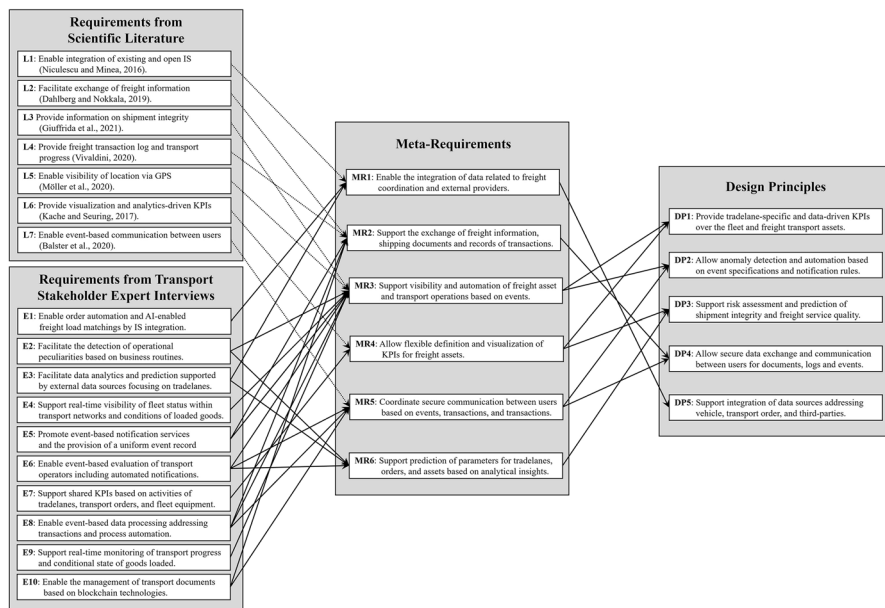 Requirements from
Scientific Literature
L1: Enable integration of existing and open IS
(Niculescu and Minea, 2016).
L2: Facilitate exchange of freight information
(Dahlberg and Nokkala, 2019).
L3 Provide information on shipment integrity
(Giuffrida et al., 2021).
L4: Provide freight transaction log and transport
progress (Vivaldini, 2020).
L5: Enable visibility of location via GPS
(Möller et al., 2020).
L6: Provide visualization and analytics-driven KPIs
(Kache and Seuring, 2017).
L7: Enable event-based communication between users
(Balster et al., 2020).
Requirements from Transport
Stakeholder Expert Interviews
E1: Enable order automation and AI-enabled
freight load matchings by IS integration.
E2: Facilitate the detection of operational
peculiarities based on business routines.
E3: Facilitate data analytics and prediction supported
by external data sources focusing on tradelanes.
E4: Support real-time visibility of fleet status within
transport networks and conditions of loaded goods.
E5: Promote event-based notification services
and the provision of a uniform event record
E6: Enable event-based evaluation of transport
operators including automated notifications.
E7: Support shared KPIs based on activities of
tradelanes, transport orders, and fleet equipment.
E8: Enable event-based data processing addressing
transactions and process automation.
E9: Support real-time monitoring of transport progress
and conditional state of goods loaded.
E10: Enable the management of transport documents
based on blockchain technologies.
Meta-Requirements
MR1: Enable the integration of data related to freight
coordination and external providers.
MR2: Support the exchange of freight information,
shipping documents and records of transactions.
MR3: Support visibility and automation of freight asset
and transport operations based on events.
MR4: Allow flexible definition and visualization of
KPIs for freight assets.
MR5: Coordinate secure communication between users
based on events, transactions, and transactions.
MR6: Support prediction of parameters for tradelanes,
orders, and assets based on analytical insights.
Design Principles
DP1: Provide tradelane-specific and data-driven KPIs
over the fleet and freight transport assets.
DP2: Allow anomaly detection and automation based
on event specifications and notification rules.
DP3: Support risk assessment and prediction of
shipment integrity and freight service quality.
DP4: Allow secure data exchange and communication
between users for documents, logs and events.
DP5: Support integration of data sources addressing
vehicle, transport order, and third-parties.